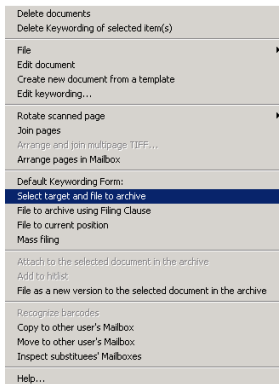 Delete documents
Delete Keywording of selected item(s)
File
Edit document
Create new document from a template
Edit keywording...
Rotate scanned page
Join pages
Arrange and join multipage TIFF...
Arrange pages in Mailbox
Default Keywording Form:
Select target and file to archive
File to archive using Filing Clause
File to current position
Mass filing
Attach to the selected document in the archive
Add to hitlist
File as a new version to the selected document in the archive
Recognize barcodes
Copy to other user's Mailbox
Move to other user's Mailbox
Inspect substituees' Mailboxes
Help...